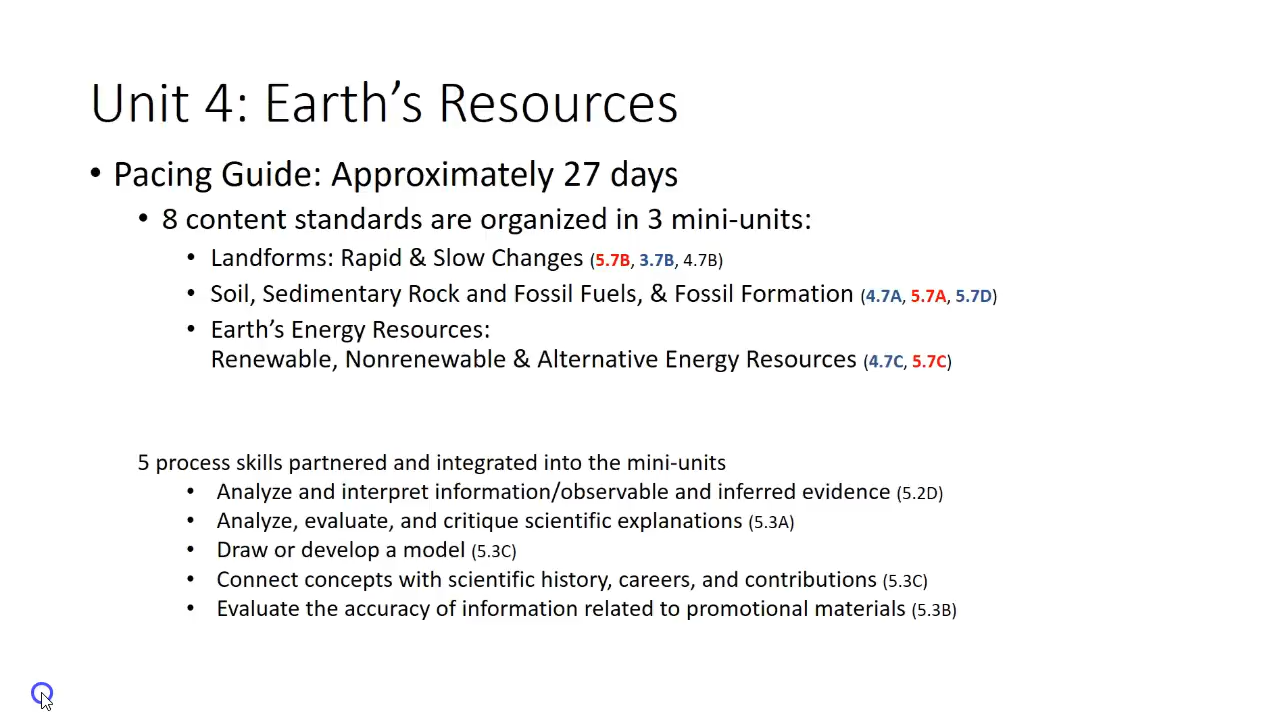 Unit 4: Earth's Resources
• Pacing Guide: Approximately 27 days
• 8 content standards are organized in 3 mini-units:
• Landforms: Rapid & Slow Changes (5.7B, 3.7B, 4.7B)
• Soil, Sedimentary Rock and Fossil Fuels, & Fossil Formation (4.7A, 5.7A, 5.7D)
• Earth's Energy Resources:
Renewable, Nonrenewable & Alternative Energy Resources (4.7C, 5.7C)
5 process skills partnered and integrated into the mini-units
• Analyze and interpret information/observable and inferred evidence (5.2D)
• Analyze, evaluate, and critique scientific explanations (5.3A)
• Draw or develop a model (5.3C)
• Connect concepts with scientific history, careers, and contributions (5.3C)
• Evaluate the accuracy of information related to promotional materials (5.3B)